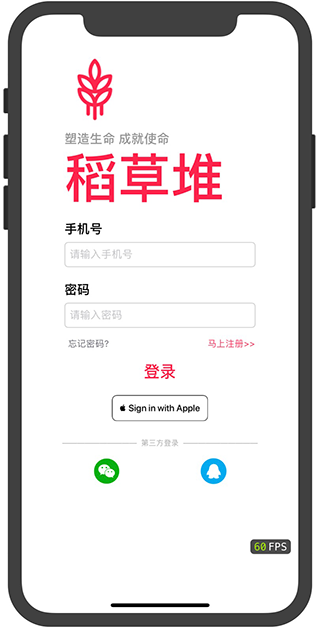 塑造生命 成就使命
稻草堆
手机号
请输入手机号
密码
请输入密码
忘记密码?
马上注册>>
登录
Sign in with Apple
第三方登录
60 FPS